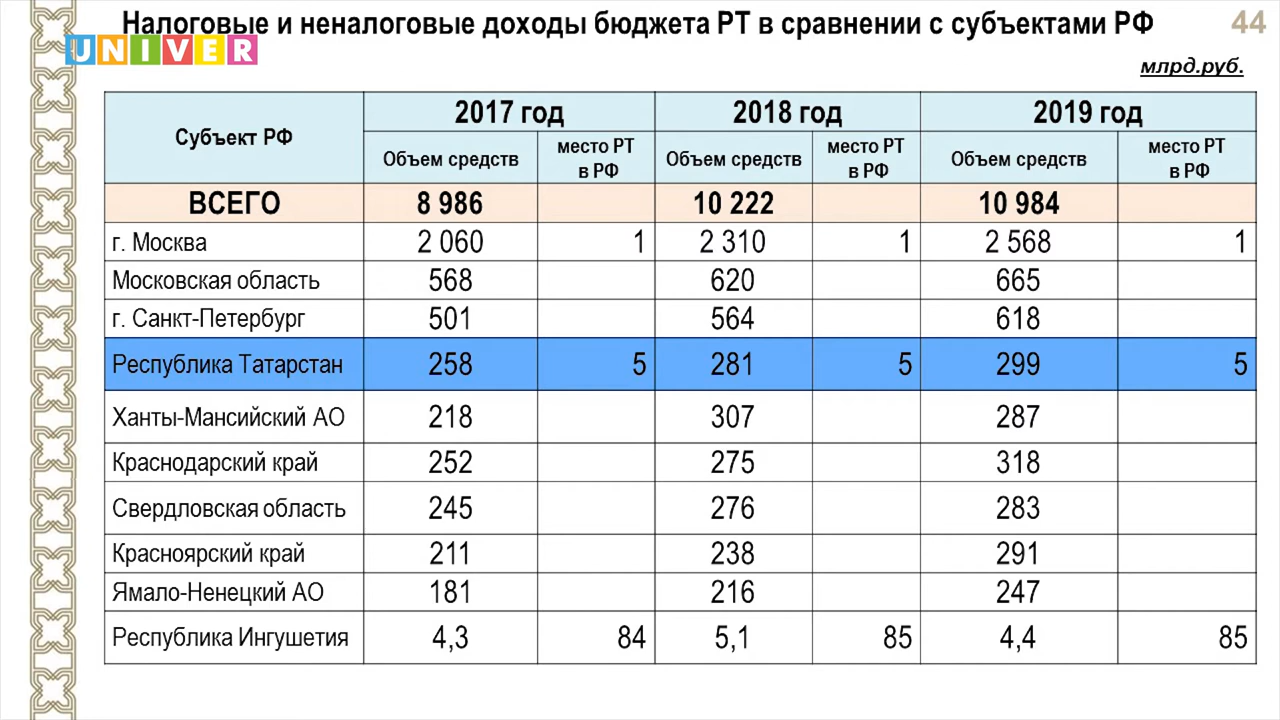 Налоговые и неналоговые доходы бюджета РТ в сравнении с субъектами РФ
44
UNIVER
млрд.руб.
Субъект РФ 2017 год 2018 год 2019 год
Объем средств место РТ в РФ Объем средств место РТ в РФ Объем средств место РТ в РФ
ВСЕГО 8 986 10 222 10 984
г. Москва 2 060 1 2 310 1 2 568 1
Московская область 568 620 665
г. Санкт-Петербург 501 564 618
Республика Татарстан 258 5 281 5 299 5
Ханты-Мансийский АО 218 307 287
Краснодарский край 252 275 318
Свердловская область 245 276 283
Красноярский край 211 238 291
Ямало-Ненецкий АО 181 216 247
Республика Ингушетия 4,3 84 5,1 85 4,4 85